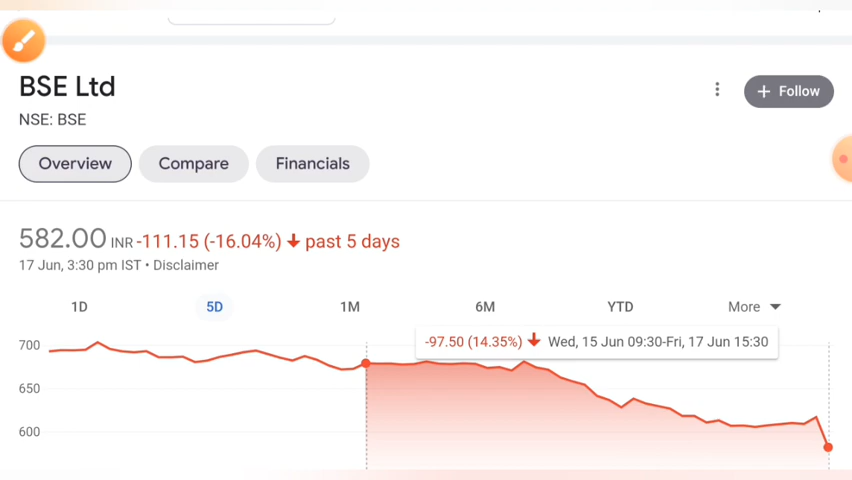 BSE Ltd
+ Follow
NSE: BSE
Overview Compare Financials
582.00 INR -111.15 (-16.04%) ↓ past 5 days
17 Jun, 3:30 pm IST • Disclaimer
1D 5D 1M 6M YTD More
-97.50 (14.35%) ↓ Wed, 15 Jun 09:30-Fri, 17 Jun 15:30
700
650
600